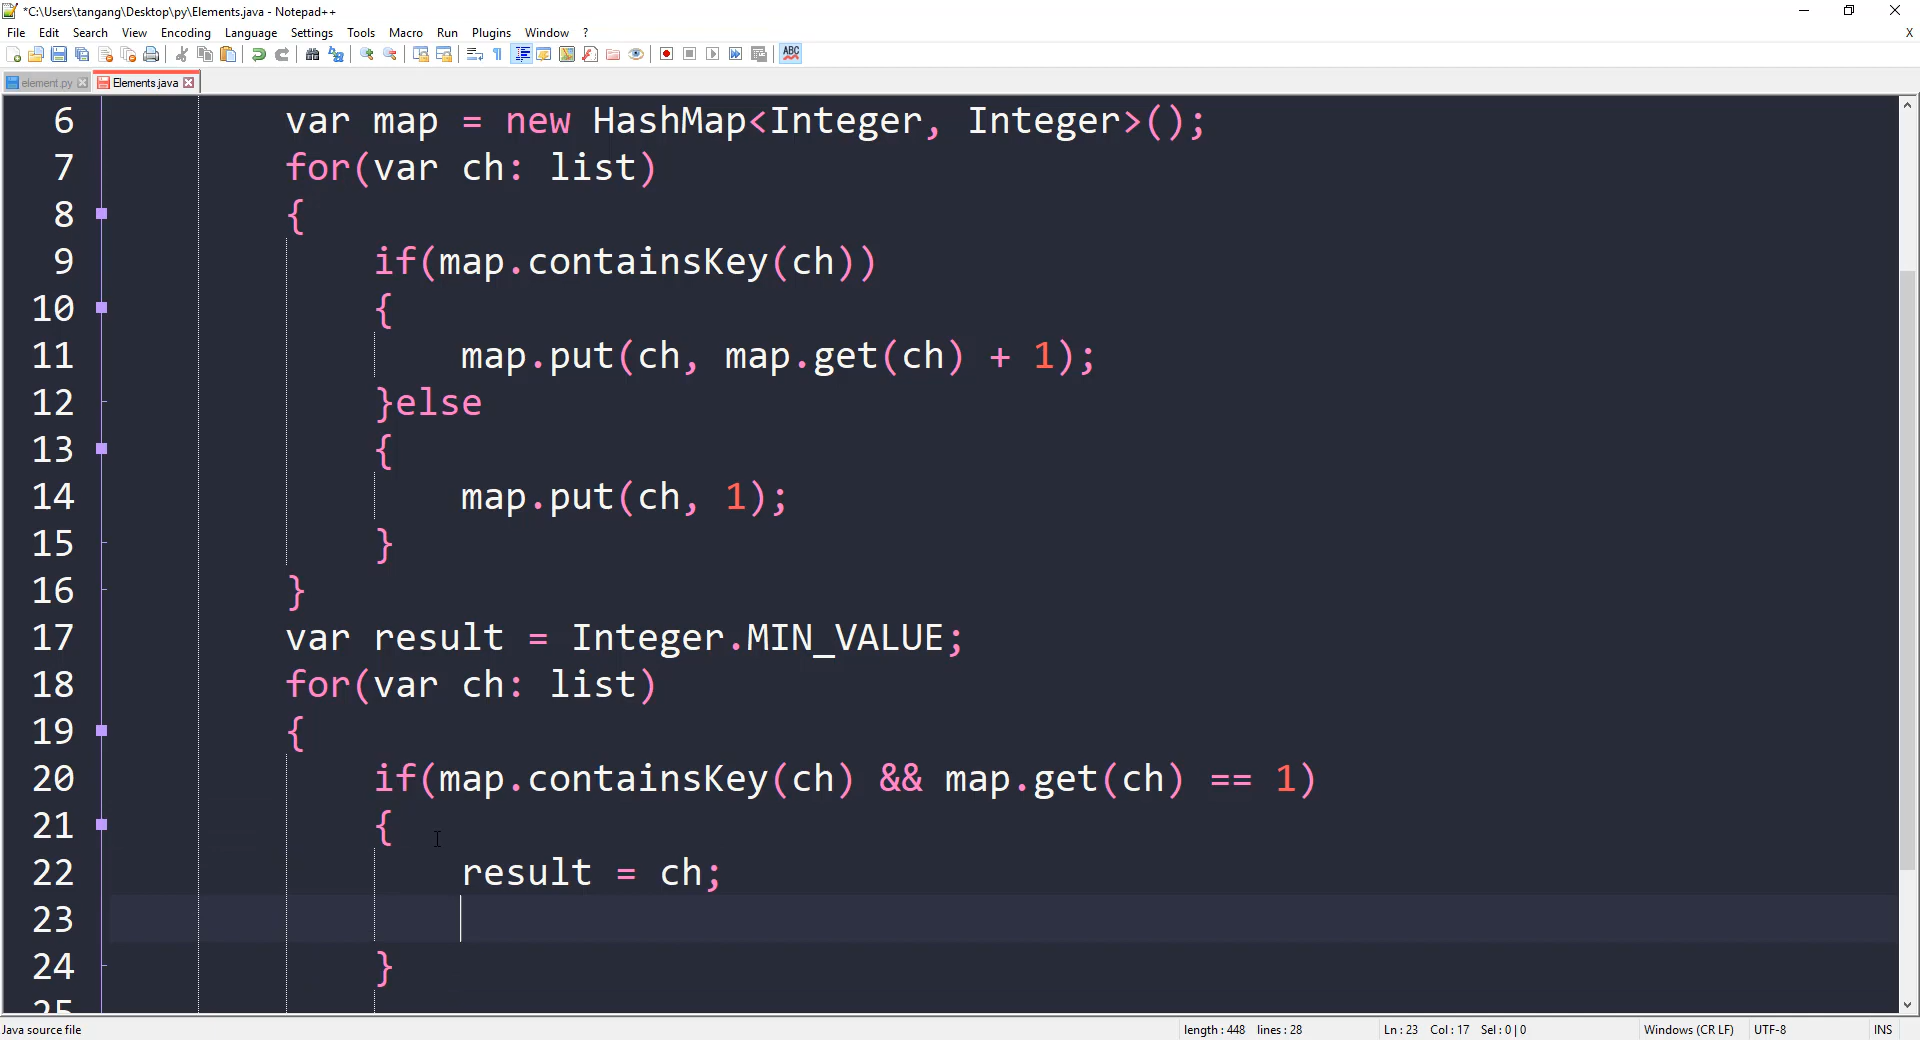 *C:\Users\tangang\Desktop\py\Elements.java - Notepad++
File Edit Search View Encoding Language Settings Tools Macro Run Plugins Window ? X
ABC
element.py Elements.java
6 var map = new HashMap<Integer, Integer>();
7 for(var ch: list)
8 {
9 if(map.containsKey(ch))
10 {
11 map.put(ch, map.get(ch) + 1);
12 }else
13 {
14 map.put(ch, 1);
15 }
16 }
17 var result = Integer.MIN_VALUE;
18 for(var ch: list)
19 {
20 if(map.containsKey(ch) && map.get(ch) == 1)
21 {
22 result = ch;
23
24 }
25
Java source file length : 448 lines : 28 Ln : 23 Col : 17 Sel : 0 | 0 Windows (CR LF) UTF-8 INS